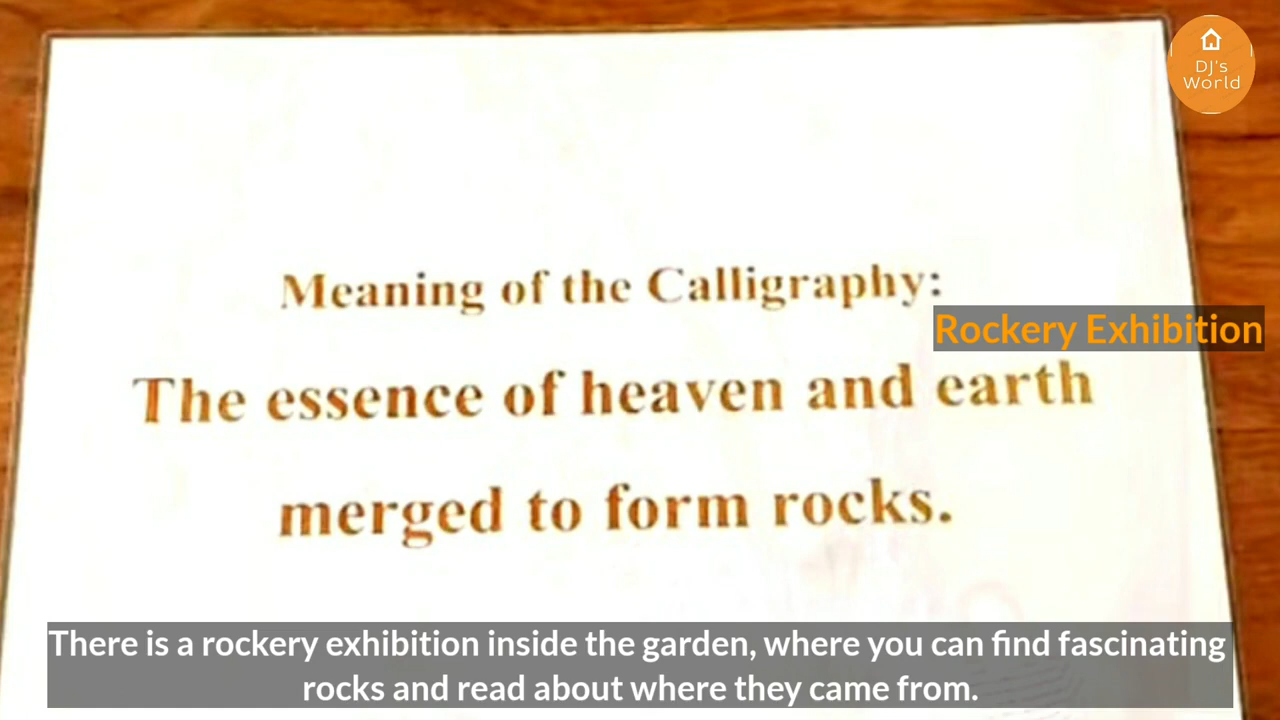 DJ's
World
Meaning of the Calligraphy:
Rockery Exhibition
The essence of heaven and earth
merged to form rocks.
There is a rockery exhibition inside the garden, where you can find fascinating
rocks and read about where they came from.